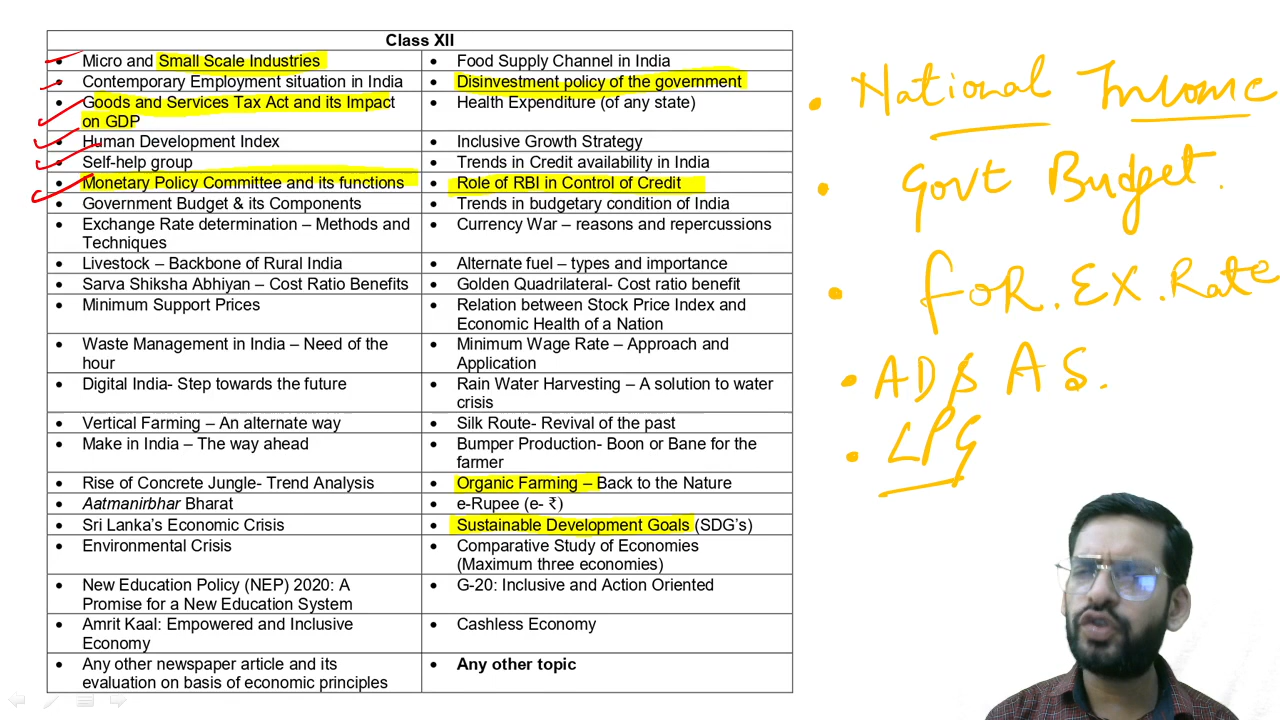 Class XII
• Micro and Small Scale Industries
• Food Supply Channel in India
• Contemporary Employment situation in India
• Disinvestment policy of the government
• Goods and Services Tax Act and its Impact
on GDP
• Health Expenditure (of any state)
• Human Development Index
• Inclusive Growth Strategy
• Self-help group
• Trends in Credit availability in India
• Monetary Policy Committee and its functions
• Role of RBI in Control of Credit
• Government Budget & its Components
• Trends in budgetary condition of India
• Exchange Rate determination – Methods and
Techniques
• Currency War – reasons and repercussions
• Livestock – Backbone of Rural India
• Alternate fuel – types and importance
• Sarva Shiksha Abhiyan – Cost Ratio Benefits
• Golden Quadrilateral- Cost ratio benefit
• Minimum Support Prices
• Relation between Stock Price Index and
Economic Health of a Nation
• Waste Management in India – Need of the
hour
• Minimum Wage Rate – Approach and
Application
• Digital India- Step towards the future
• Rain Water Harvesting – A solution to water
crisis
• Vertical Farming – An alternate way
• Silk Route- Revival of the past
• Make in India – The way ahead
• Bumper Production- Boon or Bane for the
farmer
• Rise of Concrete Jungle- Trend Analysis
• Organic Farming – Back to the Nature
• Aatmanirbhar Bharat
• e-Rupee (e- ₹)
• Sri Lanka's Economic Crisis
• Sustainable Development Goals (SDG's)
• Environmental Crisis
• Comparative Study of Economies
(Maximum three economies)
• New Education Policy (NEP) 2020: A
Promise for a New Education System
• G-20: Inclusive and Action Oriented
• Amrit Kaal: Empowered and Inclusive
Economy
• Cashless Economy
• Any other newspaper article and its
evaluation on basis of economic principles
• Any other topic
• National Income
• Govt Budget.
• FOR. EX. Rate
• AD & AS.
• LPG